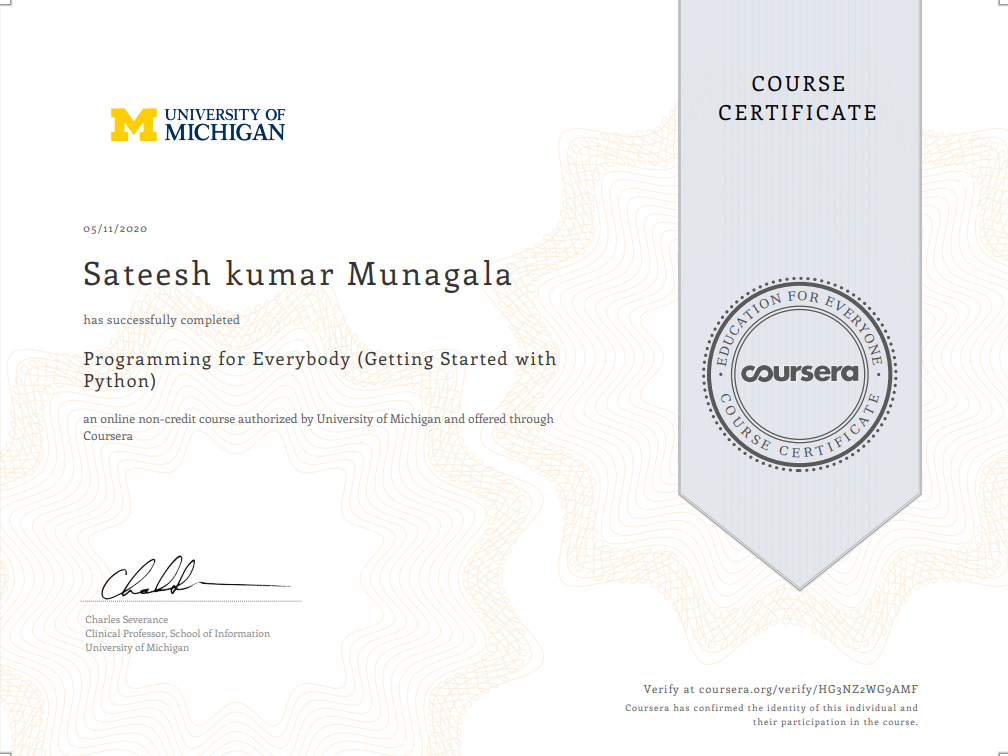 COURSE
CERTIFICATE
UNIVERSITY OF
MICHIGAN
05/11/2020
Sateesh kumar Munagala
has successfully completed
Programming for Everybody (Getting Started with
Python)
an online non-credit course authorized by University of Michigan and offered through
Coursera
EDUCATION FOR EVERYONE
coursera
COURSE CERTIFICATE
Charles Severance
Clinical Professor, School of Information
University of Michigan
Verify at coursera.org/verify/HG3NZ2WG9AMF
Coursera has confirmed the identity of this individual and
their participation in the course.